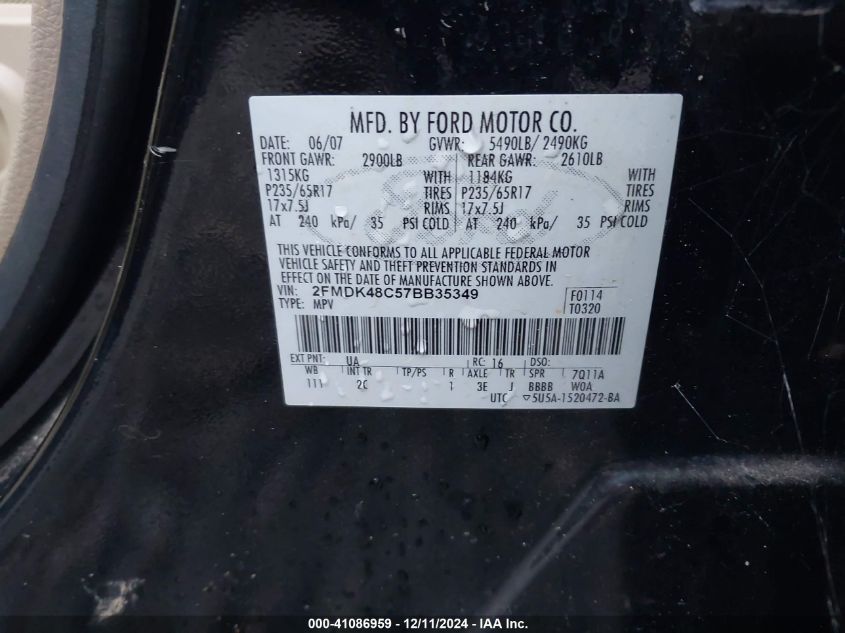 MFD. BY FORD MOTOR CO.
DATE: 06/07 GVWR: 5490LB/ 2490KG
FRONT GAWR: 2900LB REAR GAWR: 2610LB
1315KG WITH 1184KG WITH
P235/65R17 TIRES P235/65R17 TIRES
17x7.5J RIMS 17x7.5J RIMS
AT 240 kPa/ 35 PSI COLD AT 240 kPa/ 35 PSI COLD
THIS VEHICLE CONFORMS TO ALL APPLICABLE FEDERAL MOTOR
VEHICLE SAFETY AND THEFT PREVENTION STANDARDS IN
EFFECT ON THE DATE OF MANUFACTURE SHOWN ABOVE.
VIN: 2FMDK48C57BB35349 F0114
TYPE: MPV T0320
EXT PNT: UA RC: 16 DSO:
WB INT TR TP/PS R AXLE TR SPR 7Q11A
111 2C 1 3E J BBBB W0A
UTC ▽5U5A-1520472-BA
000-41086959 - 12/11/2024 - IAA Inc.